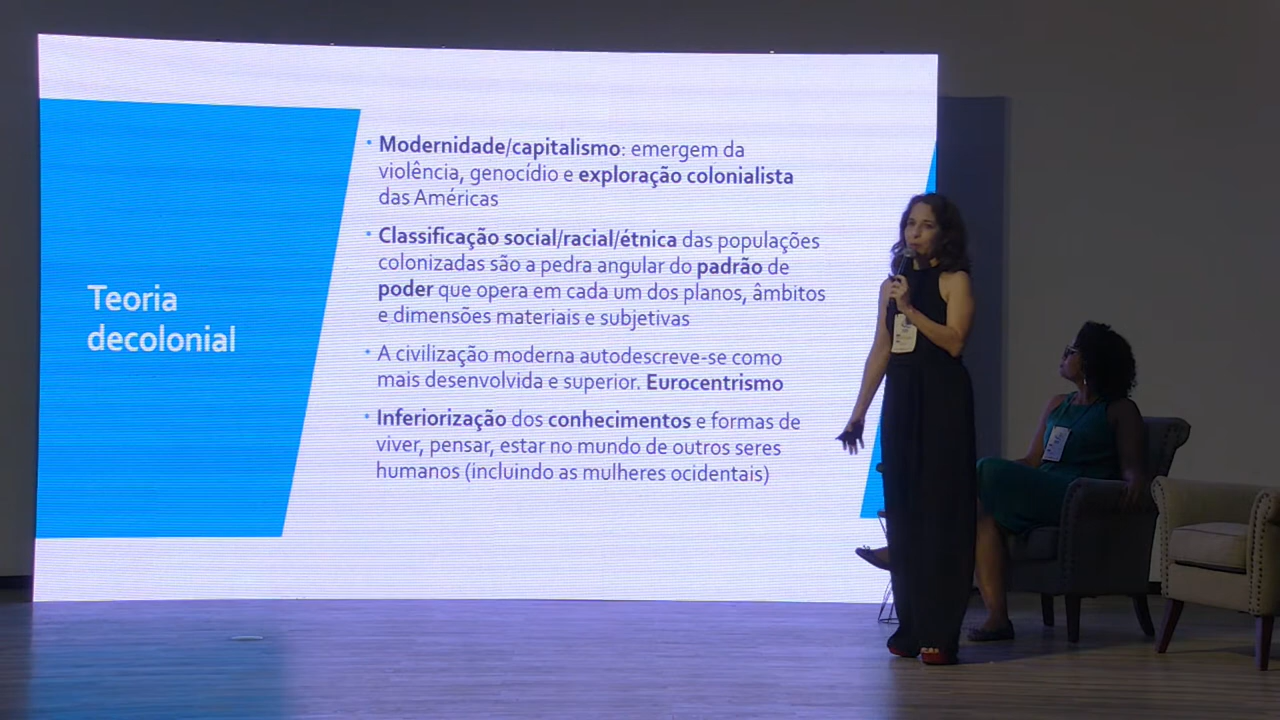 Teoria
decolonial
• Modernidade/capitalismo: emergem da
violência, genocídio e exploração colonialista
das Américas
• Classificação social/racial/étnica das populações
colonizadas são a pedra angular do padrão de
poder que opera em cada um dos planos, âmbitos
e dimensões materiais e subjetivas
• A civilização moderna autodescreve-se como
mais desenvolvida e superior. Eurocentrismo
• Inferiorização dos conhecimentos e formas de
viver, pensar, estar no mundo de outros seres
humanos (incluindo as mulheres ocidentais)